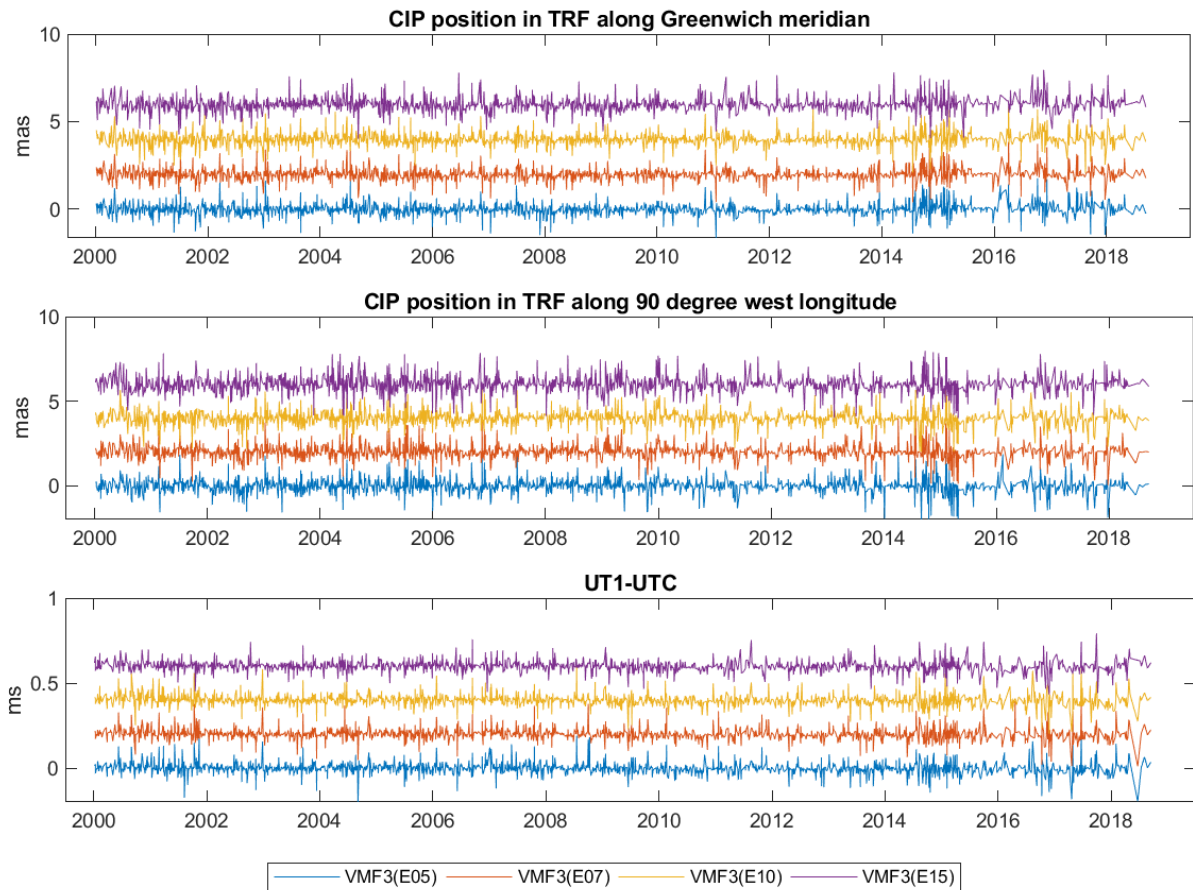 CIP position in TRF along Greenwich meridian
10
5
0
mas
2000 2002 2004 2006 2008 2010 2012 2014 2016 2018
CIP position in TRF along 90 degree west longitude
10
5
0
mas
2000 2002 2004 2006 2008 2010 2012 2014 2016 2018
UT1-UTC
1
0.5
0
ms
2000 2002 2004 2006 2008 2010 2012 2014 2016 2018
VMF3(E05) VMF3(E07) VMF3(E10) VMF3(E15)